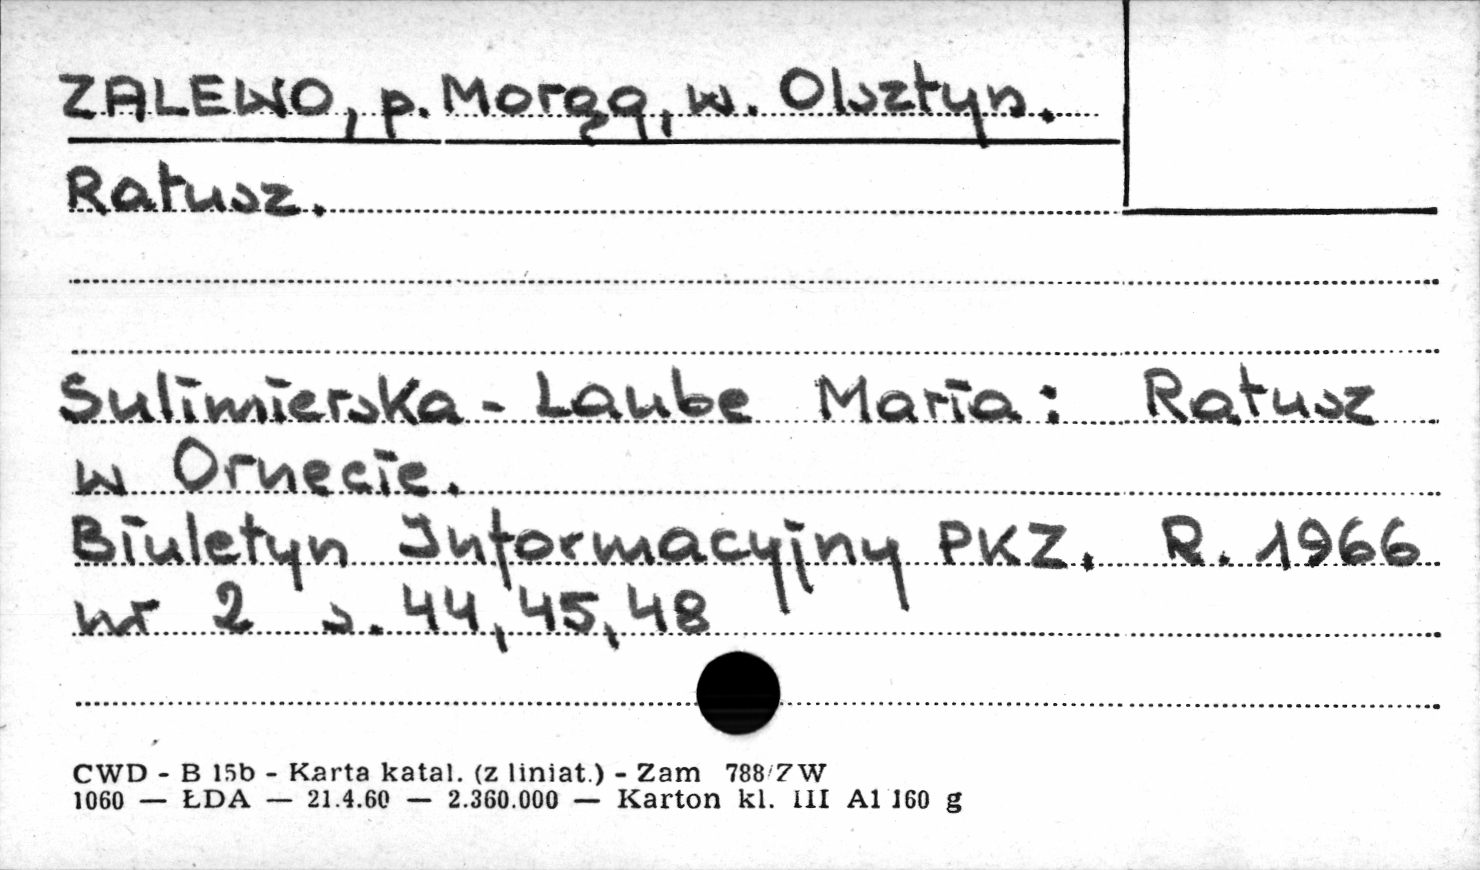 ZALEWO, p. Morąg, w. Olsztyn.
Ratusz.
Sulimierska - Laube Maria: Ratusz
w Ornecie.
Biuletyn Informacyjny PKZ. R. 1966
nr 2 s. 44, 45, 48
CWD - B 15b - Karta katal. (z liniat.) - Zam 788/ZW
1060 — ŁDA — 21.4.60 — 2.360.000 — Karton kl. III A1 160 g